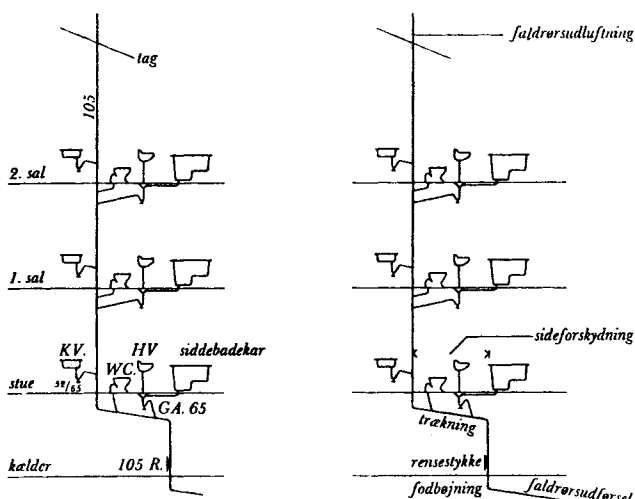 tag
105
2. sal
1. sal
KV.
HV
siddebadekar
WC.
stue
GA. 65
kælder
105 R.
faldrørsudluftning
sideforskydning
trækning
rensestykke
fodbøjning
faldrørsudførsel